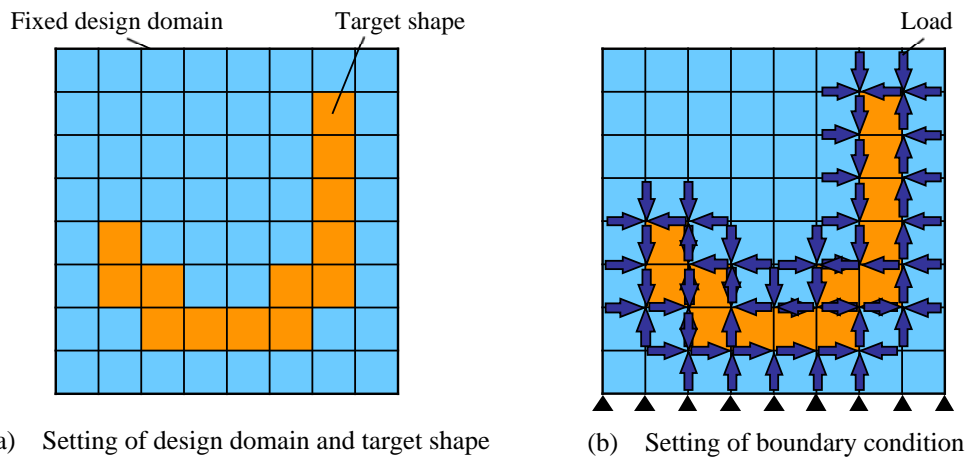 Fixed design domain
Target shape
Load
a) Setting of design domain and target shape
(b) Setting of boundary condition